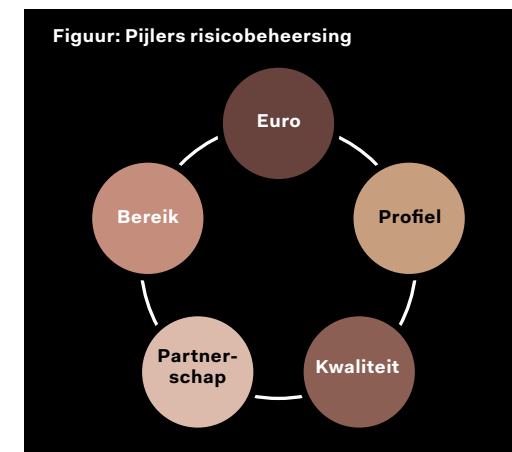 Figuur: Pijlers risicobeheersing
Euro
Bereik
Profiel
Partner-
schap
Kwaliteit